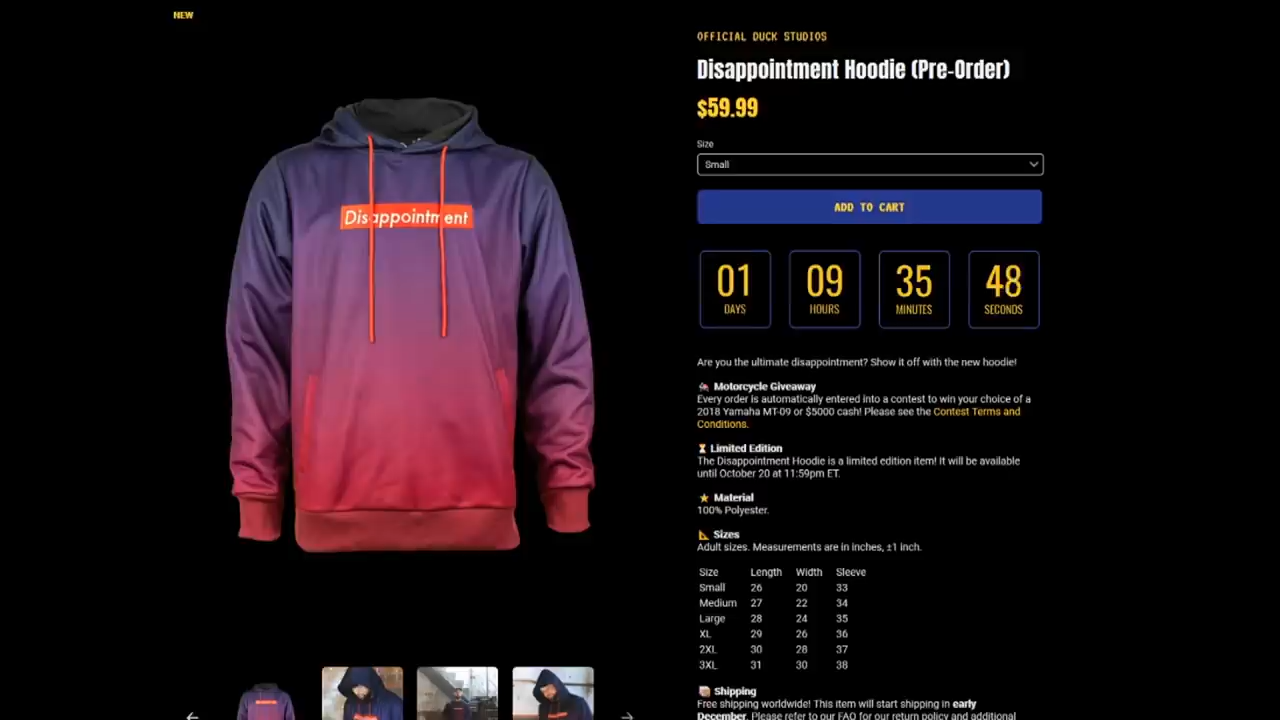 NEW
OFFICIAL DUCK STUDIOS
Disappointment Hoodie (Pre-Order)
$59.99
Size
Small
ADD TO CART
01 09 35 48
DAYS HOURS MINUTES SECONDS
Disappointment
Are you the ultimate disappointment? Show it off with the new hoodie!
Motorcycle Giveaway
Every order is automatically entered into a contest to win your choice of a
2018 Yamaha MT-09 or $5000 cash! Please see the Contest Terms and
Conditions.
Limited Edition
The Disappointment Hoodie is a limited edition item! It will be available
until October 20 at 11:59pm ET.
Material
100% Polyester.
Sizes
Adult sizes. Measurements are in inches, ±1 inch.
Size Length Width Sleeve
Small 26 20 33
Medium 27 22 34
Large 28 24 35
XL 29 26 36
2XL 30 28 37
3XL 31 30 38
Shipping
Free shipping worldwide! This item will start shipping in early
December. Please refer to our FAQ for our return policy and additional